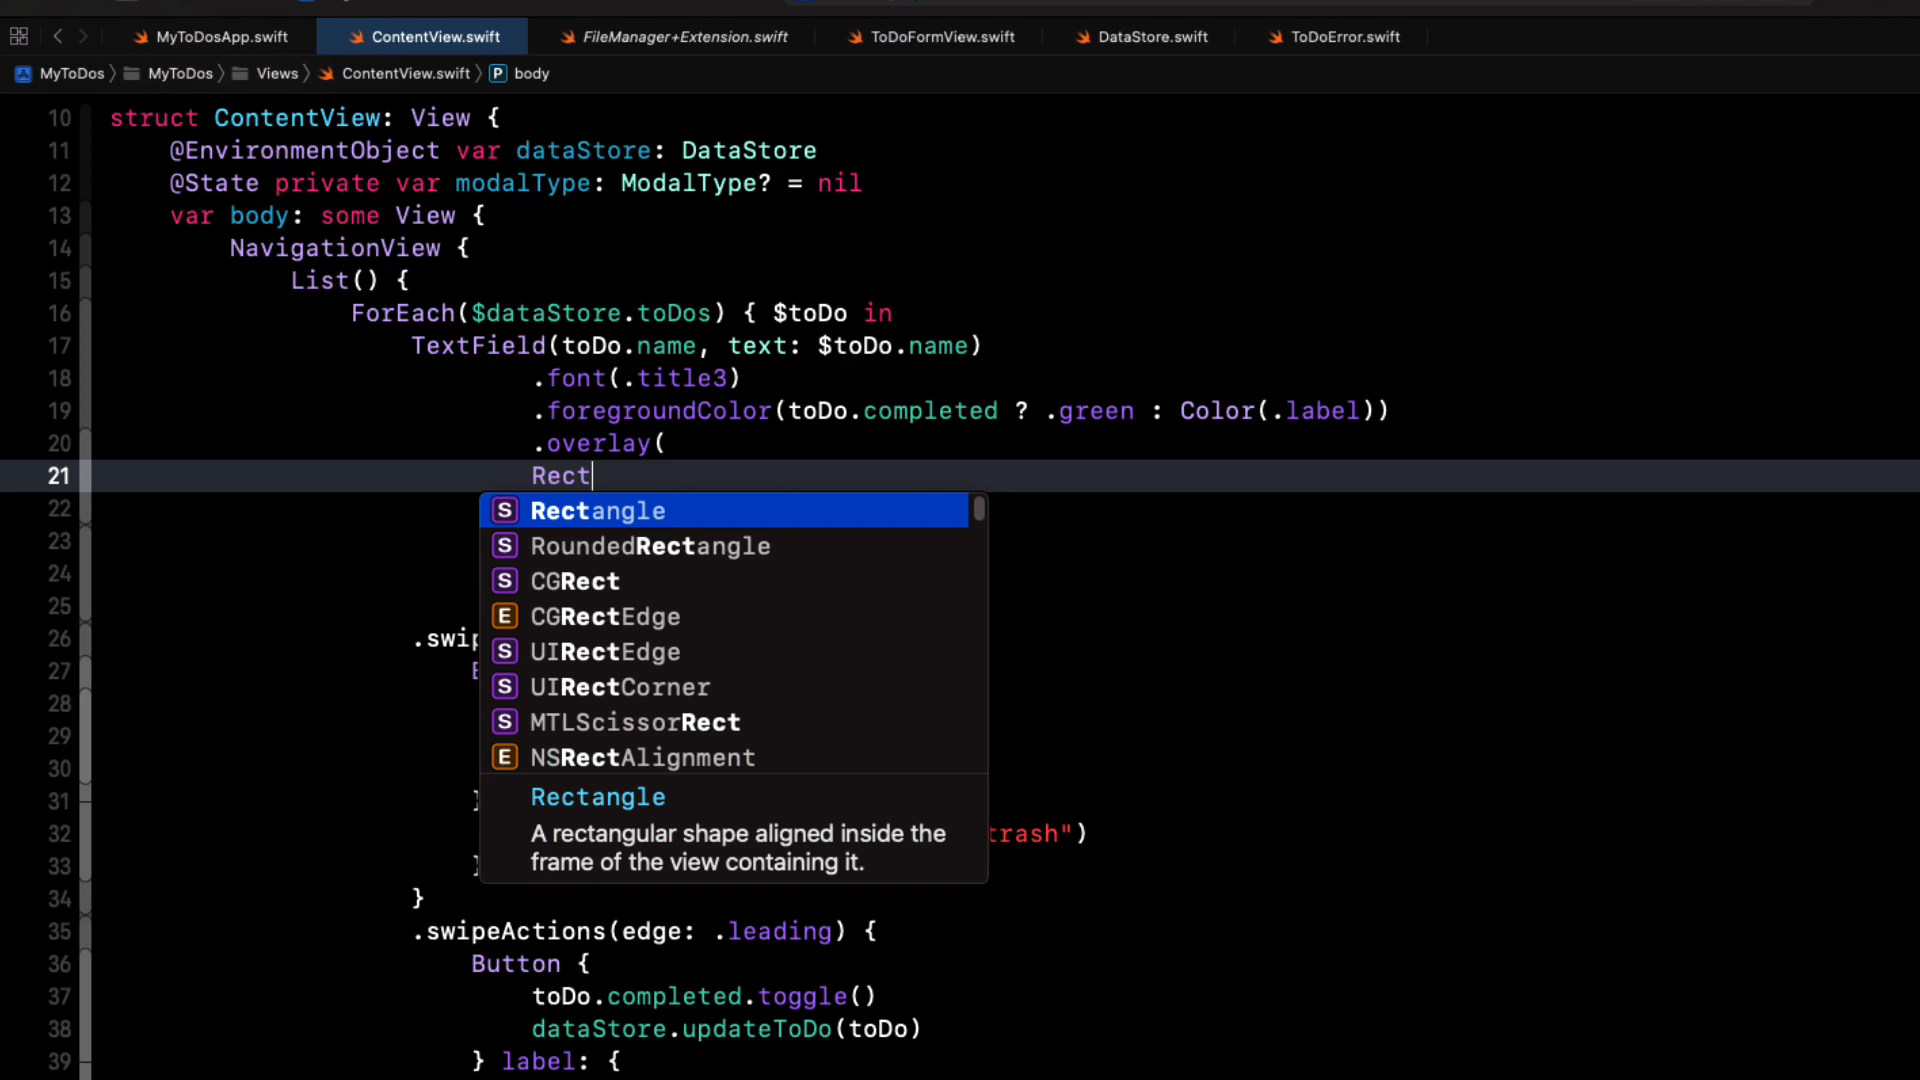 MyToDosApp.swift
ContentView.swift
FileManager+Extension.swift
ToDoFormView.swift
DataStore.swift
ToDoError.swift
MyToDos
MyToDos
Views
ContentView.swift
P body
10 struct ContentView: View {
11 @EnvironmentObject var dataStore: DataStore
12 @State private var modalType: ModalType? = nil
13 var body: some View {
14 NavigationView {
15 List() {
16 ForEach($dataStore.toDos) { $toDo in
17 TextField(toDo.name, text: $toDo.name)
18 .font(.title3)
19 .foregroundColor(toDo.completed ? .green : Color(.label))
20 .overlay(
21 Rect
22 S Rectangle
23 S RoundedRectangle
24 S CGRect
25 E CGRectEdge
26 .swip
S UIRectEdge
27
28 S UIRectCorner
29 S MTLScissorRect
30 E NSRectAlignment
31 }
Rectangle
32 A rectangular shape aligned inside the
trash")
33 frame of the view containing it.
34 }
35 .swipeActions(edge: .leading) {
36 Button {
37 toDo.completed.toggle()
38 dataStore.updateToDo(toDo)
39 } label: {